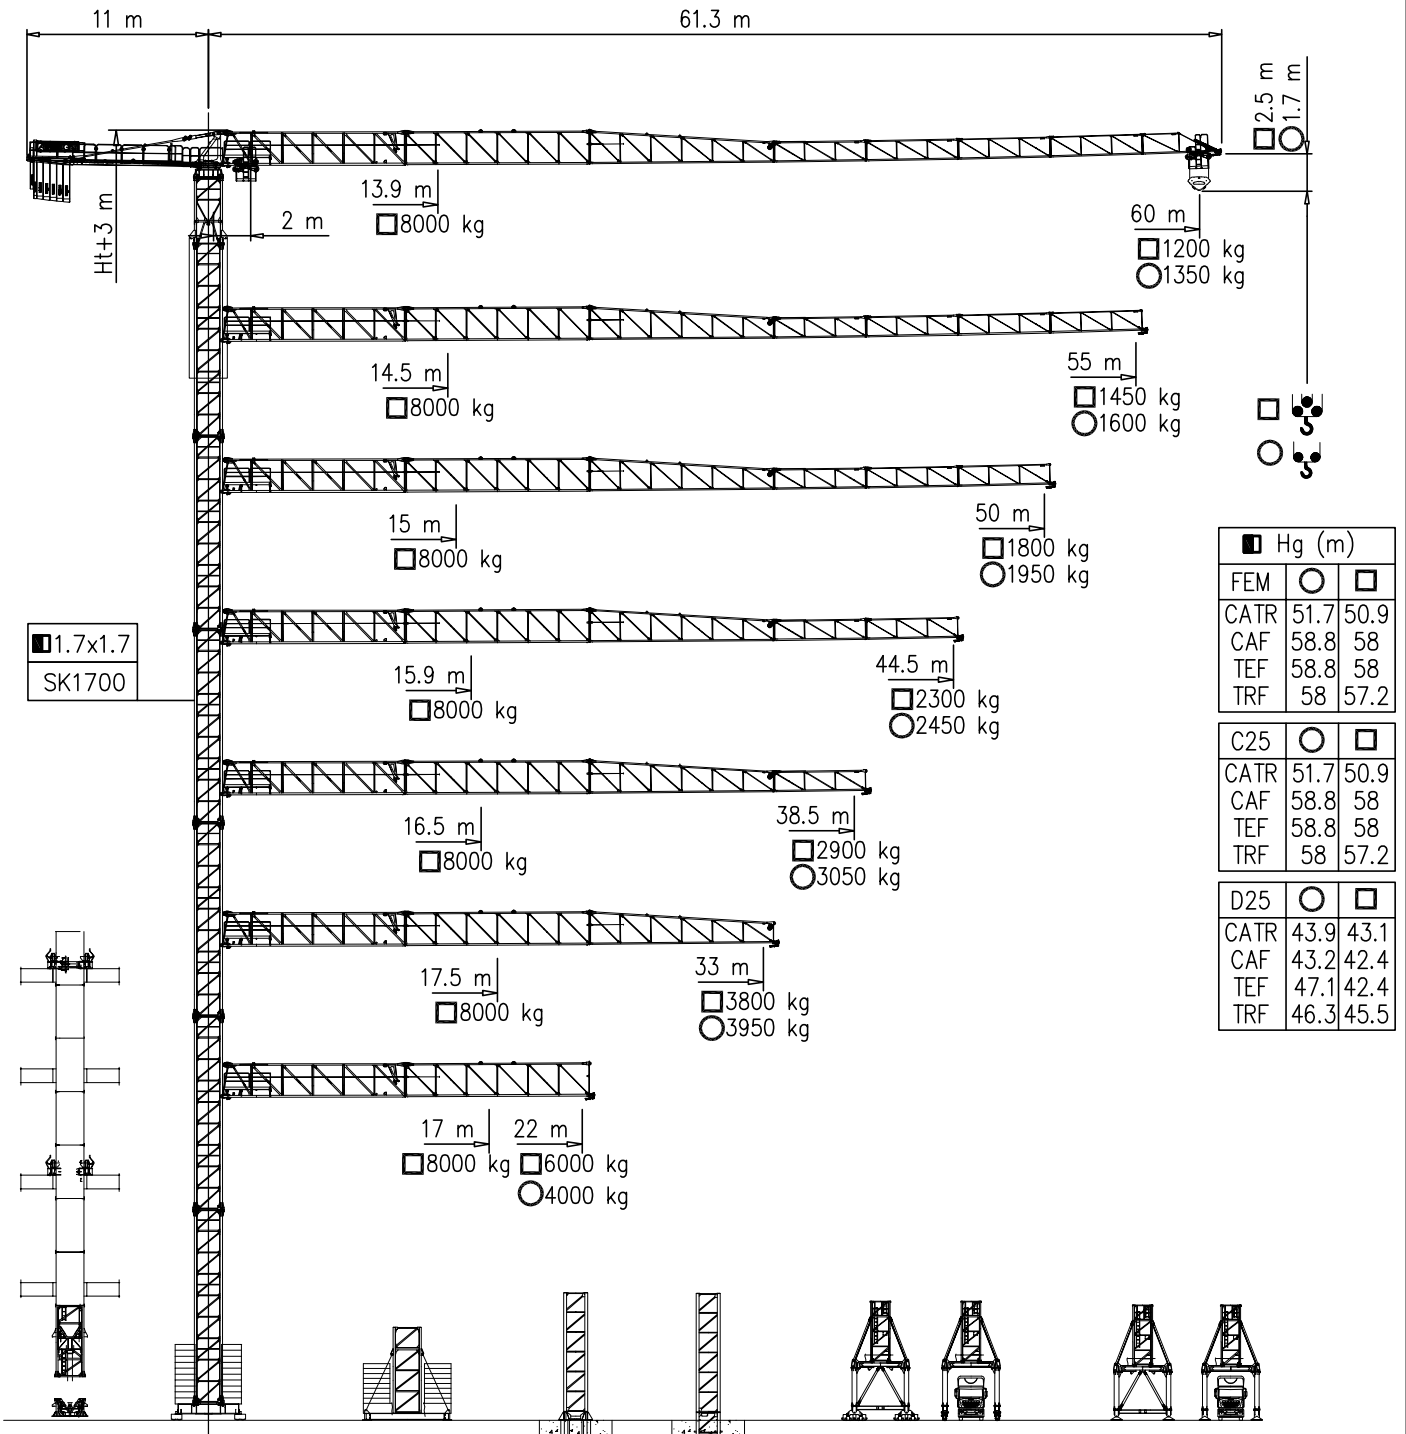 11 m
61.3 m
2.5 m
1.7 m
Ht+3 m
13.9 m
8000 kg
2 m
60 m
1200 kg
1350 kg
14.5 m
8000 kg
55 m
1450 kg
1600 kg
15 m
8000 kg
50 m
1800 kg
1950 kg
1.7x1.7
SK1700
15.9 m
8000 kg
44.5 m
2300 kg
2450 kg
16.5 m
8000 kg
38.5 m
2900 kg
3050 kg
17.5 m
8000 kg
33 m
3800 kg
3950 kg
17 m
8000 kg
22 m
6000 kg
4000 kg
Hg (m)
FEM
CATR 51.7 50.9
CAF 58.8 58
TEF 58.8 58
TRF 58 57.2
C25
CATR 51.7 50.9
CAF 58.8 58
TEF 58.8 58
TRF 58 57.2
D25
CATR 43.9 43.1
CAF 43.2 42.4
TEF 47.1 42.4
TRF 46.3 45.5